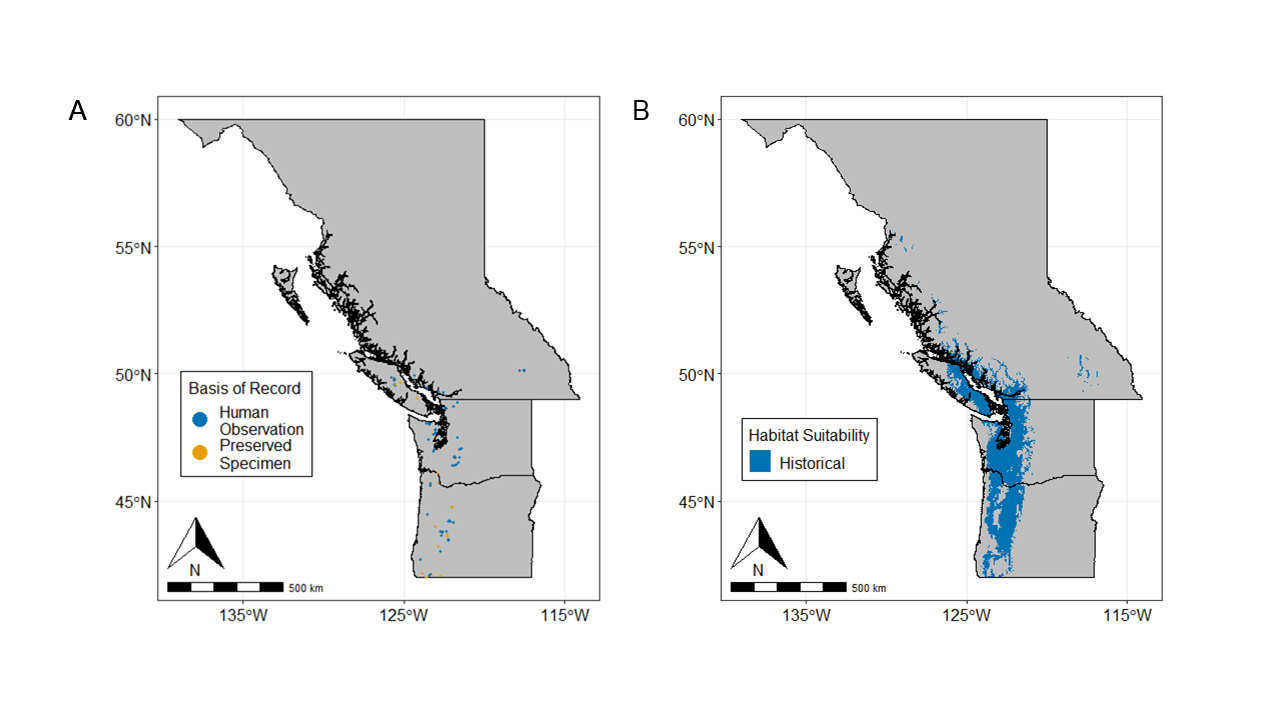 A
60°N
55°N
50°N
45°N
Basis of Record
Human
Observation
Preserved
Specimen
N
500 km
135°W
125°W
115°W
B
60°N
55°N
50°N
45°N
Habitat Suitability
Historical
N
500 km
135°W
125°W
115°W